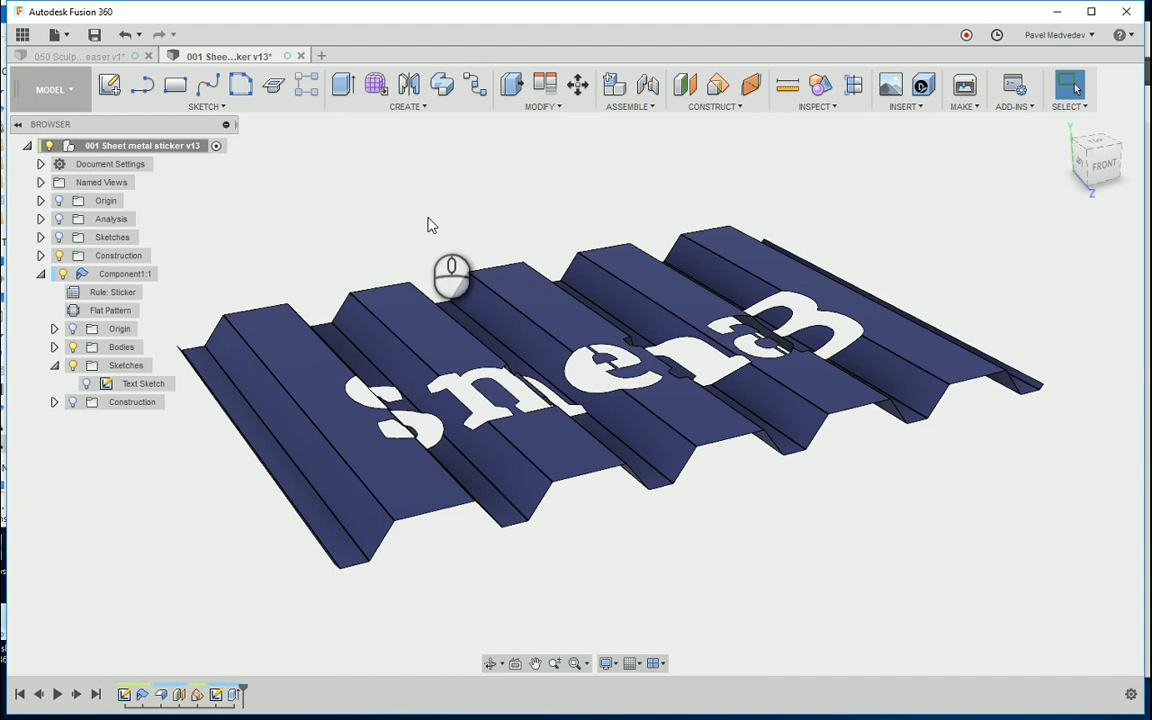 Autodesk Fusion 360
Pavel Medvedev
050 Sculp...easer v1*
001 Shee...ker v13*
MODEL
SKETCH
CREATE
MODIFY
ASSEMBLE
CONSTRUCT
INSPECT
INSERT
MAKE
ADD-INS
SELECT
BROWSER
001 Sheet metal sticker v13
Document Settings
Named Views
Origin
Analysis
Sketches
Construction
Component1:1
Rule: Sticker
Flat Pattern
Origin
Bodies
Sketches
Text Sketch
Construction
Y
FRONT
Z
smena